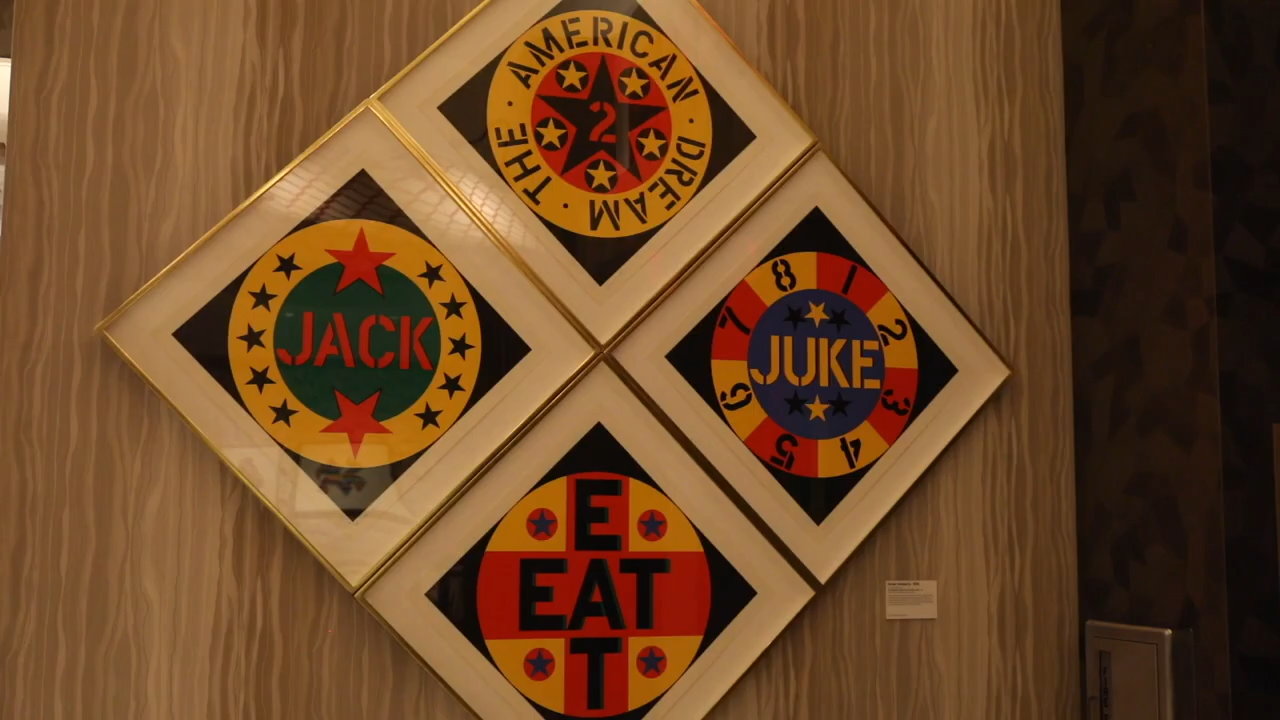 THE · AMERICAN · DREAM ·
2
JACK
8 1 2 3 4 5 6 7
JUKE
E
EAT
T